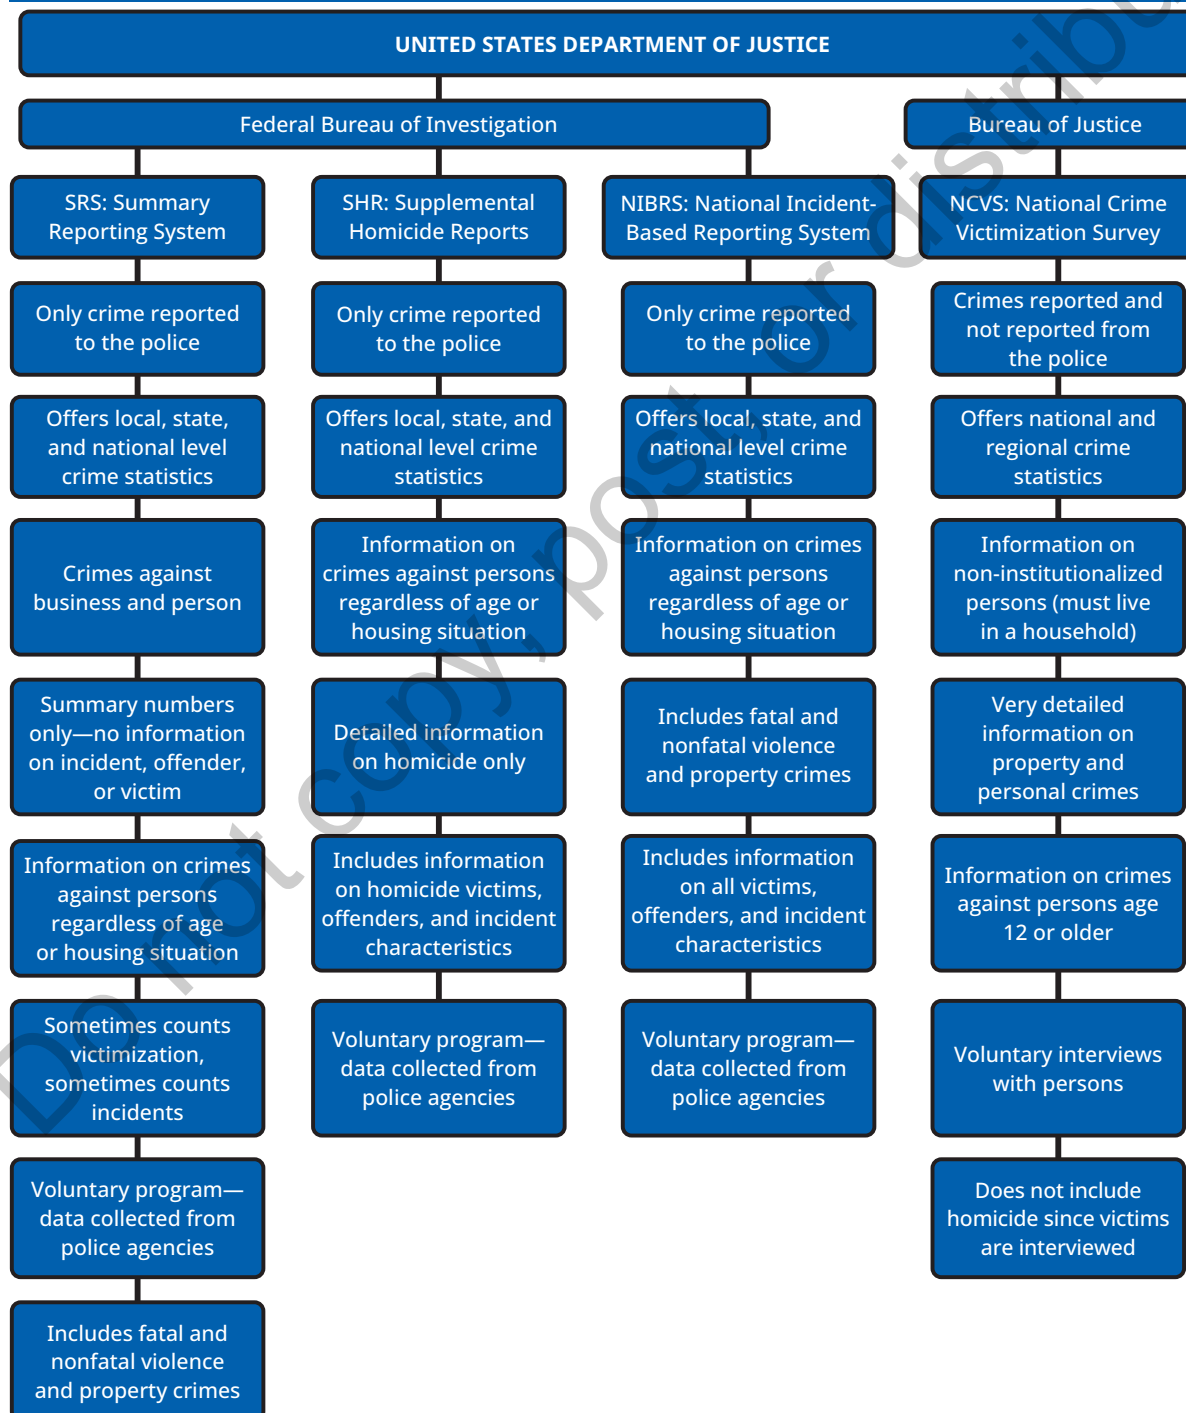 UNITED STATES DEPARTMENT OF JUSTICE
Federal Bureau of Investigation
Bureau of Justice
SRS: Summary
Reporting System
SHR: Supplemental
Homicide Reports
NIBRS: National Incident-
Based Reporting System
NCVS: National Crime
Victimization Survey
Only crime reported
to the police
Only crime reported
to the police
Only crime reported
to the police
Crimes reported and
not reported from
the police
Offers local, state,
and national level
crime statistics
Offers local, state, and
national level crime
statistics
Offers local, state, and
national level crime
statistics
Offers national and
regional crime
statistics
Crimes against
business and person
Information on
crimes against persons
regardless of age or
housing situation
Information on crimes
against persons
regardless of age or
housing situation
Information on
non-institutionalized
persons (must live
in a household)
Summary numbers
only—no information
on incident, offender,
or victim
Detailed information
on homicide only
Includes fatal and
nonfatal violence
and property crimes
Very detailed
information on
property and
personal crimes
Information on crimes
against persons
regardless of age
or housing situation
Includes information
on homicide victims,
offenders, and incident
characteristics
Includes information
on all victims,
offenders, and incident
characteristics
Information on crimes
against persons age
12 or older
Sometimes counts
victimization,
sometimes counts
incidents
Voluntary program—
data collected from
police agencies
Voluntary program—
data collected from
police agencies
Voluntary interviews
with persons
Voluntary program—
data collected from
police agencies
Does not include
homicide since victims
are interviewed
Includes fatal and
nonfatal violence
and property crimes
Do not copy, post, or distribu